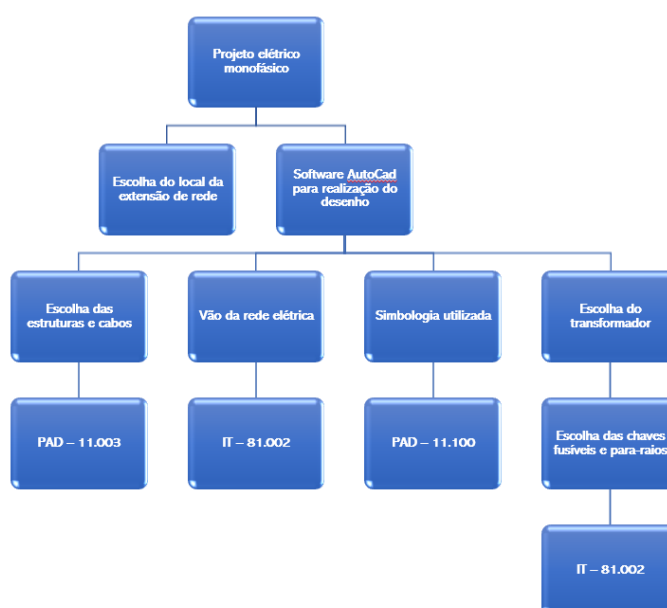 Projeto elétrico
monofásico
Escolha do local da
extensão de rede
Software AutoCad
para realização do
desenho
Escolha das
estruturas e cabos
Vão da rede elétrica
Simbologia utilizada
Escolha do
transformador
PAD – 11.003
IT – 81.002
PAD – 11.100
Escolha das chaves
fusíveis e para-raios
IT – 81.002